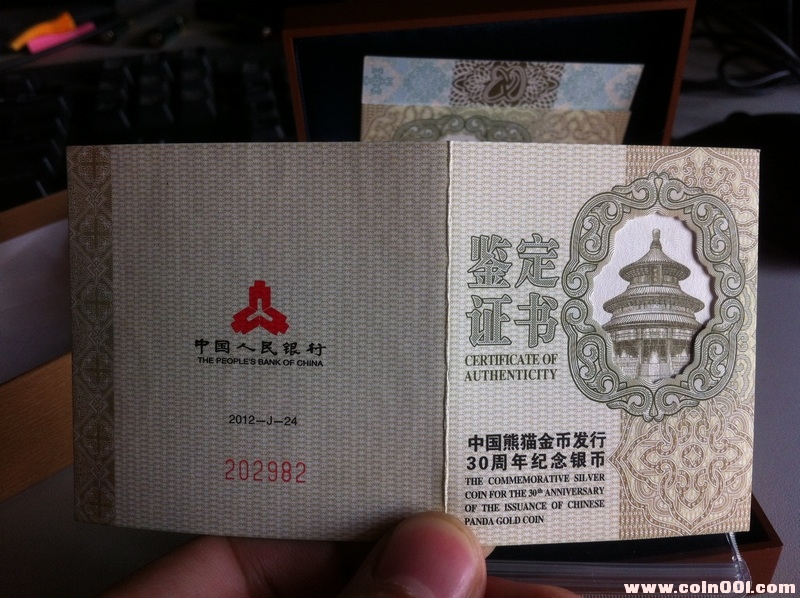 中国人民银行
THE PEOPLE'S BANK OF CHINA
2012-J-24
202982
鉴定
证书
CERTIFICATE OF
AUTHENTICITY
中国熊猫金币发行
30周年纪念银币
THE COMMEMORATIVE SILVER
COIN FOR THE 30th ANNIVERSARY
OF THE ISSUANCE OF CHINESE
PANDA GOLD COIN
www.coin001.com